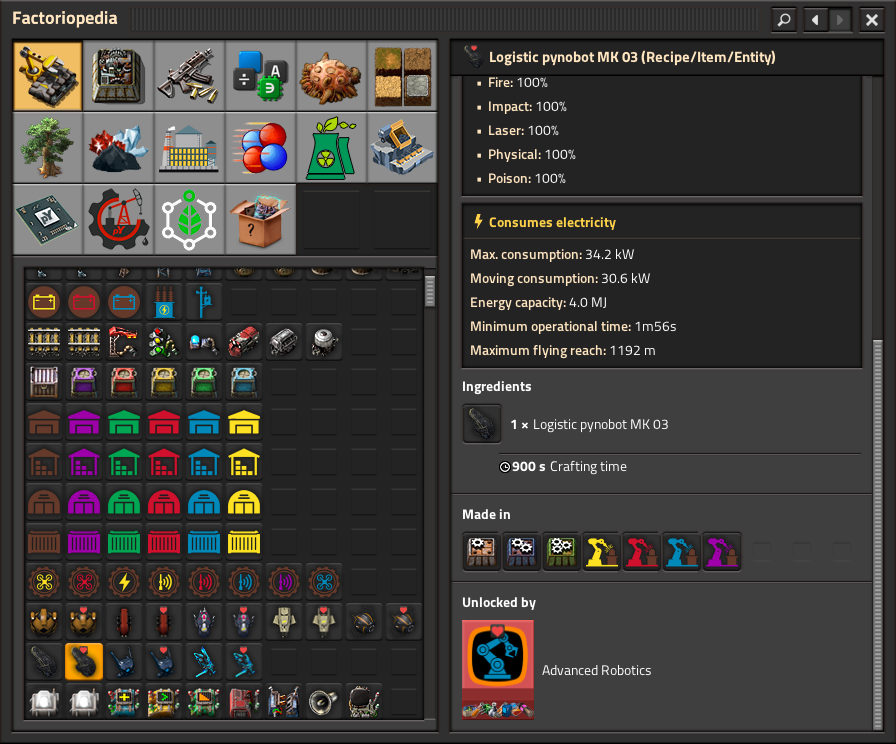 Factoriopedia
Logistic pynobot MK 03 (Recipe/Item/Entity)
Fire: 100%
Impact: 100%
Laser: 100%
Physical: 100%
Poison: 100%
Consumes electricity
Max. consumption: 34.2 kW
Moving consumption: 30.6 kW
Energy capacity: 4.0 MJ
Minimum operational time: 1m56s
Maximum flying reach: 1192 m
Ingredients
1 × Logistic pynobot MK 03
900 s Crafting time
Made in
Unlocked by
Advanced Robotics